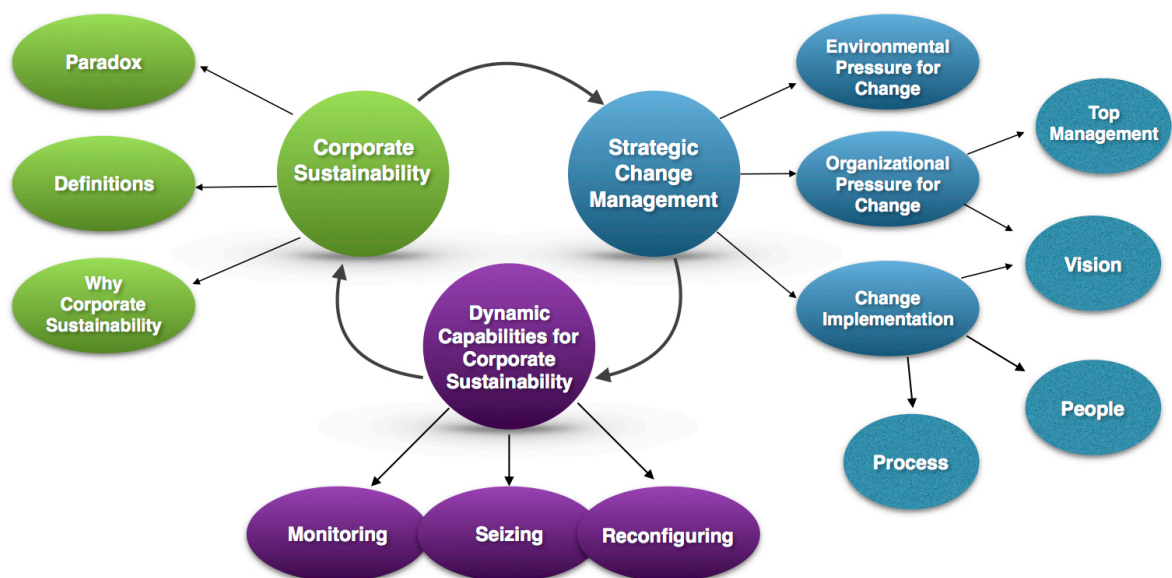 Paradox
Definitions
Why
Corporate
Sustainability
Corporate
Sustainability
Strategic
Change
Management
Environmental
Pressure for
Change
Organizational
Pressure for
Change
Change
Implementation
Top
Management
Vision
People
Process
Dynamic
Capabilities for
Corporate
Sustainability
Monitoring
Seizing
Reconfiguring